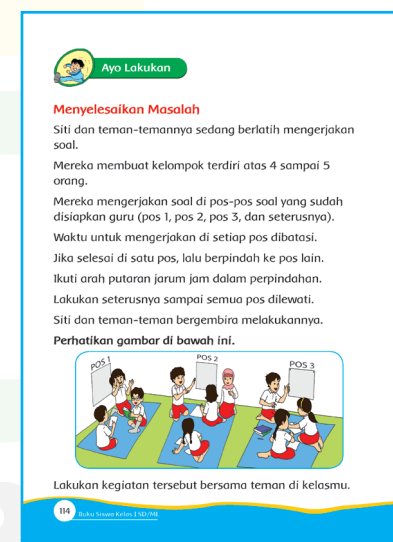 Ayo Lakukan
Menyelesaikan Masalah
Siti dan teman-temannya sedang berlatih mengerjakan
soal.
Mereka membuat kelompok terdiri atas 4 sampai 5
orang.
Mereka mengerjakan soal di pos-pos soal yang sudah
disiapkan guru (pos 1, pos 2, pos 3, dan seterusnya).
Waktu untuk mengerjakan di setiap pos dibatasi.
Jika selesai di satu pos, lalu berpindah ke pos lain.
Ikuti arah putaran jarum jam dalam perpindahan.
Lakukan seterusnya sampai semua pos dilewati.
Siti dan teman-teman bergembira melakukannya.
Perhatikan gambar di bawah ini.
POS 1
POS 2
POS 3
Lakukan kegiatan tersebut bersama teman di kelasmu.
114
Buku Siswa Kelas I SD/MI